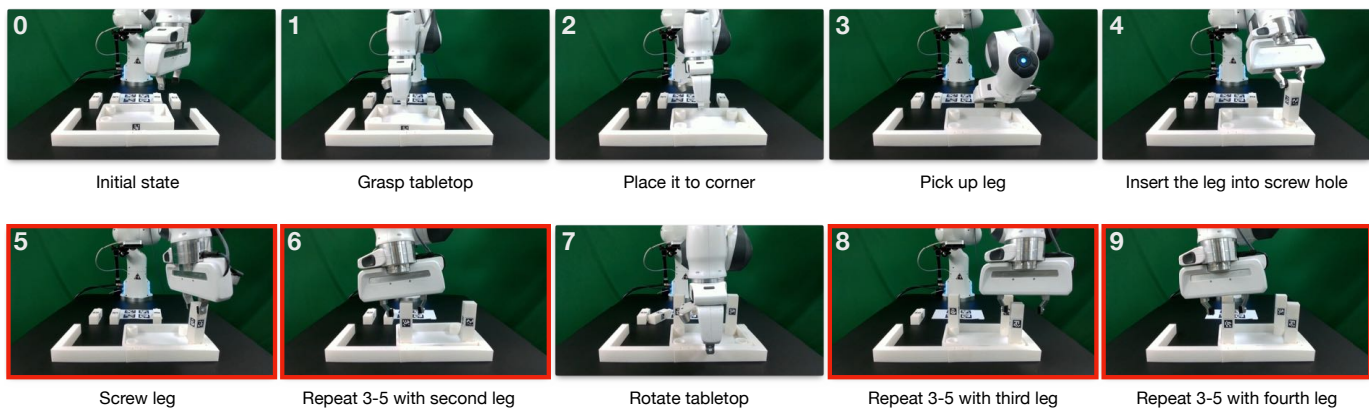 0 1 2 3 4
Initial state Grasp tabletop Place it to corner Pick up leg Insert the leg into screw hole
5 6 7 8 9
Screw leg Repeat 3-5 with second leg Rotate tabletop Repeat 3-5 with third leg Repeat 3-5 with fourth leg